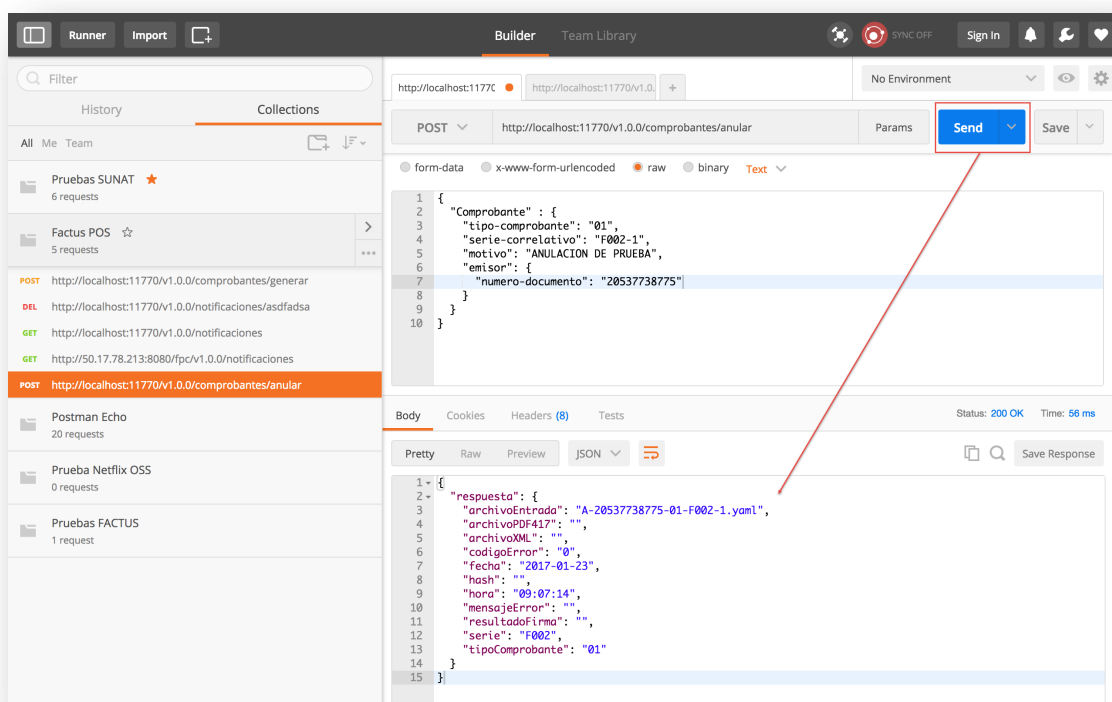 Runner Import Builder Team Library SYNC OFF Sign In
Filter
History Collections
All Me Team
Pruebas SUNAT
6 requests
Factus POS
5 requests
POST http://localhost:11770/v1.0.0/comprobantes/generar
DEL http://localhost:11770/v1.0.0/notificaciones/asdfadsa
GET http://localhost:11770/v1.0.0/notificaciones
GET http://50.17.78.213:8080/fpc/v1.0.0/notificaciones
POST http://localhost:11770/v1.0.0/comprobantes/anular
Postman Echo
20 requests
Prueba Netflix OSS
0 requests
Pruebas FACTUS
1 request
http://localhost:1177 http://localhost:11770/v1.0. + No Environment
POST http://localhost:11770/v1.0.0/comprobantes/anular Params Send Save
form-data x-www-form-urlencoded raw binary Text
1 {
2 "Comprobante" : {
3 "tipo-comprobante": "01",
4 "serie-correlativo": "F002-1",
5 "motivo": "ANULACION DE PRUEBA",
6 "emisor": {
7 "numero-documento": "20537738775"
8 }
9 }
10 }
Body Cookies Headers (8) Tests Status: 200 OK Time: 56 ms
Pretty Raw Preview JSON Save Response
1 {
2 "respuesta": {
3 "archivoEntrada": "A-20537738775-01-F002-1.yaml",
4 "archivoPDF417": "",
5 "archivoXML": "",
6 "codigoError": "0",
7 "fecha": "2017-01-23",
8 "hash": "",
9 "hora": "09:07:14",
10 "mensajeError": "",
11 "resultadoFirma": "",
12 "serie": "F002",
13 "tipoComprobante": "01"
14 }
15 }